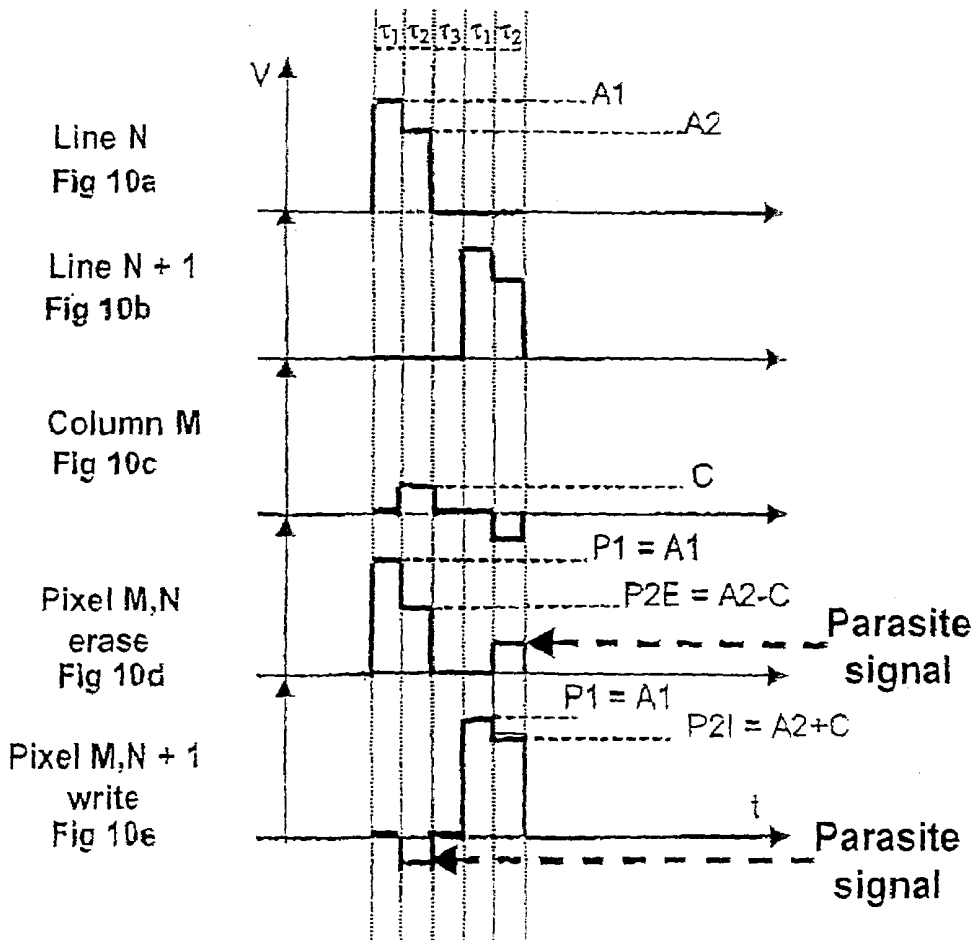 τ1 τ2 τ3 τ1 τ2
V
A1
A2
Line N
Fig 10a
Line N + 1
Fig 10b
Column M
Fig 10c
C
P1 = A1
P2E = A2-C
Pixel M,N
erase
Fig 10d
Parasite
signal
P1 = A1
P2I = A2+C
Pixel M,N + 1
write
Fig 10e
t
Parasite
signal